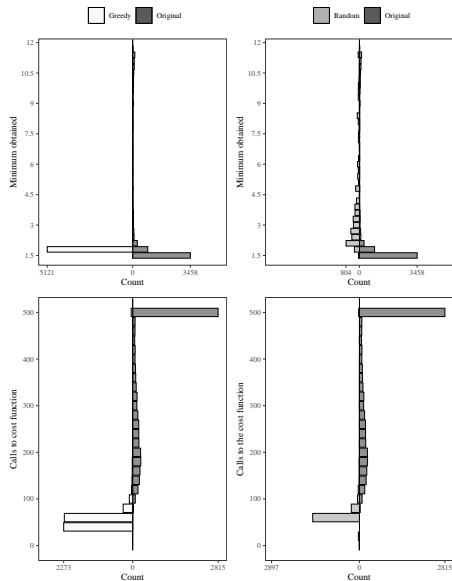 Greedy Original
Random Original
12
10.5
9
7.5
6
4.5
3
1.5
Minimum obtained
5121 0 3458
Count
12
10.5
9
7.5
6
4.5
3
1.5
Minimum obtained
804 0 3458
Count
500
400
300
200
100
0
Calls to cost function
2273 0 2815
Count
500
400
300
200
100
0
Calls to the cost function
2897 0 2815
Count